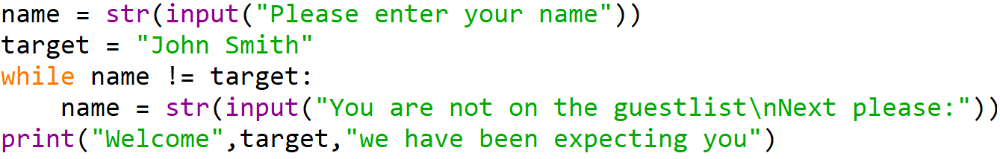 name = str(input("Please enter your name"))
target = "John Smith"
while name != target:
    name = str(input("You are not on the guestlist\nNext please:"))
print("Welcome",target,"we have been expecting you")